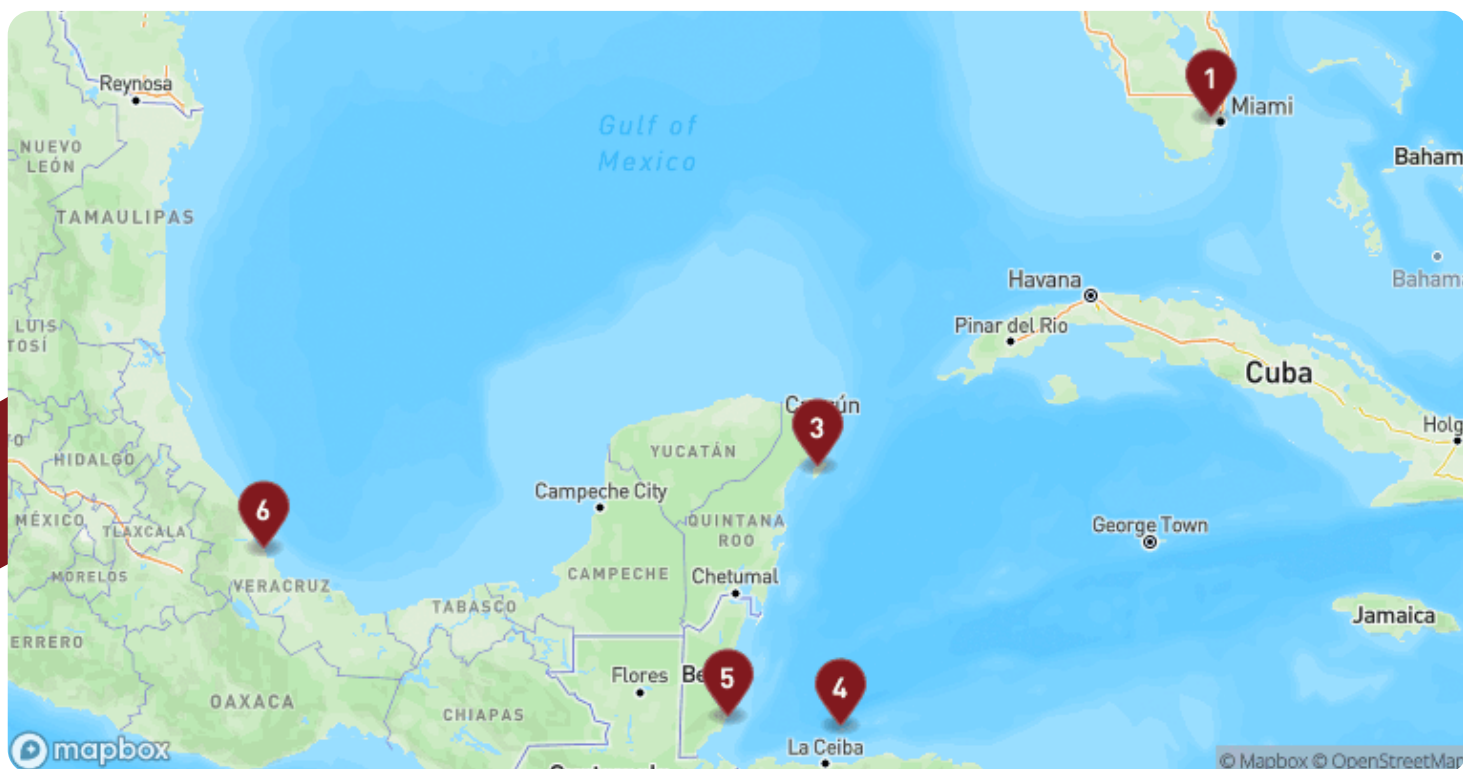 1
Reynosa
Miami
Gulf of
Mexico
NUEVO
LEÓN
Baham
TAMAULIPAS
Havana
Bahama
LUIS
TOSÍ
Pinar del Rio
Cuba
3
Holg
YUCATÁN
HIDALGO
Campeche City
6
MÉXICO
TLAXCALA
QUINTANA
ROO
George Town
MORELOS
VERACRUZ
CAMPECHE
Chetumal
TABASCO
Jamaica
ERRERO
Flores
Be
5
4
OAXACA
CHIAPAS
La Ceiba
mapbox
© Mapbox © OpenStreetMap